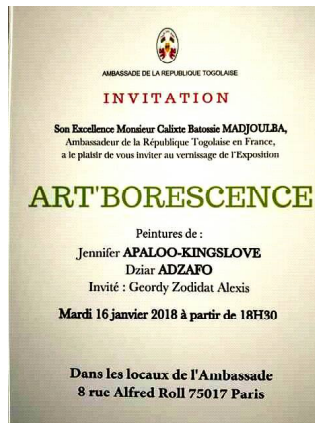 AMBASSADE DE LA REPUBLIQUE TOGOLAISE
INVITATION
Son Excellence Monsieur Calixte Batossie MADJOULBA,
Ambassadeur de la République Togolaise en France,
a le plaisir de vous inviter au vernissage de l'Exposition
ART'BORESCENCE
Peintures de :
Jennifer APALOO-KINGSLOVE
Dziar ADZAFO
Invité : Geordy Zodidat Alexis
Mardi 16 janvier 2018 à partir de 18H30
Dans les locaux de l'Ambassade
8 rue Alfred Roll 75017 Paris